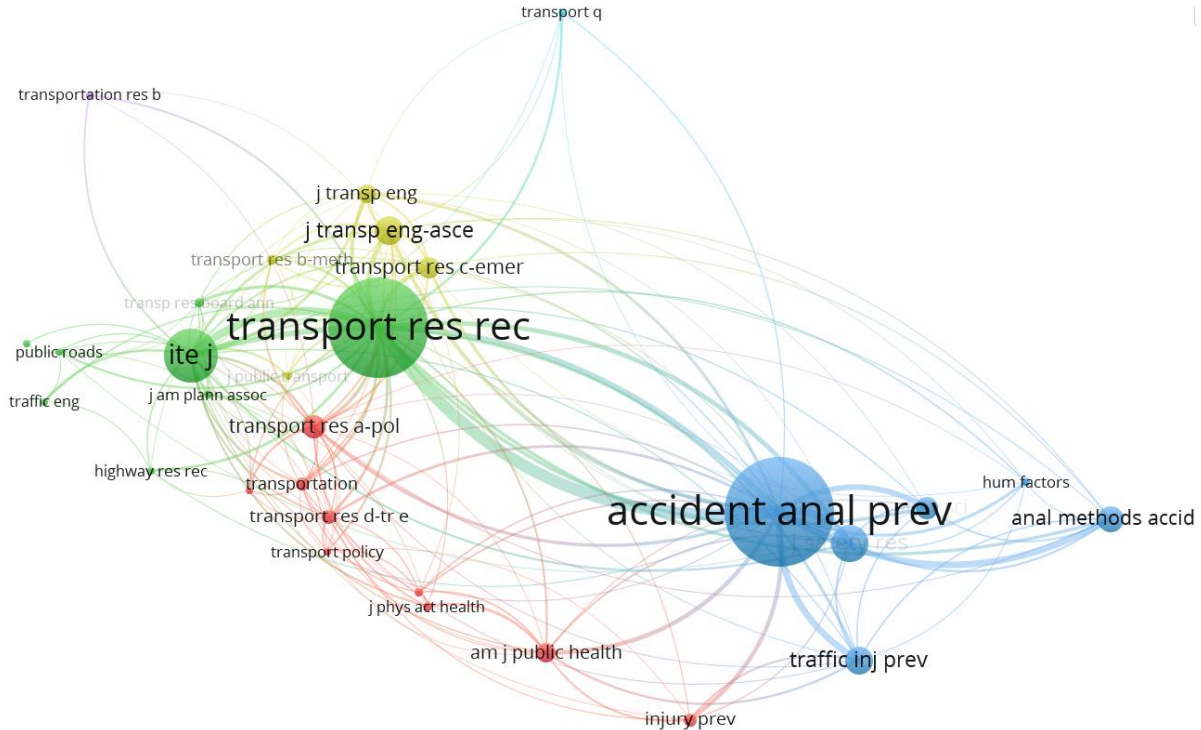 transport q
transportation res b
j transp eng
j transp eng-asce
transport res b-meth
transport res c-emer
transp res board ann
transport res rec
ite j
public roads
j public transport
traffic eng
j am plann assoc
transport res a-pol
highway res rec
transportation
hum factors
accident anal prev
transport res d-tr e
anal methods accid
j safety res
transport policy
j phys act health
am j public health
traffic inj prev
injury prev